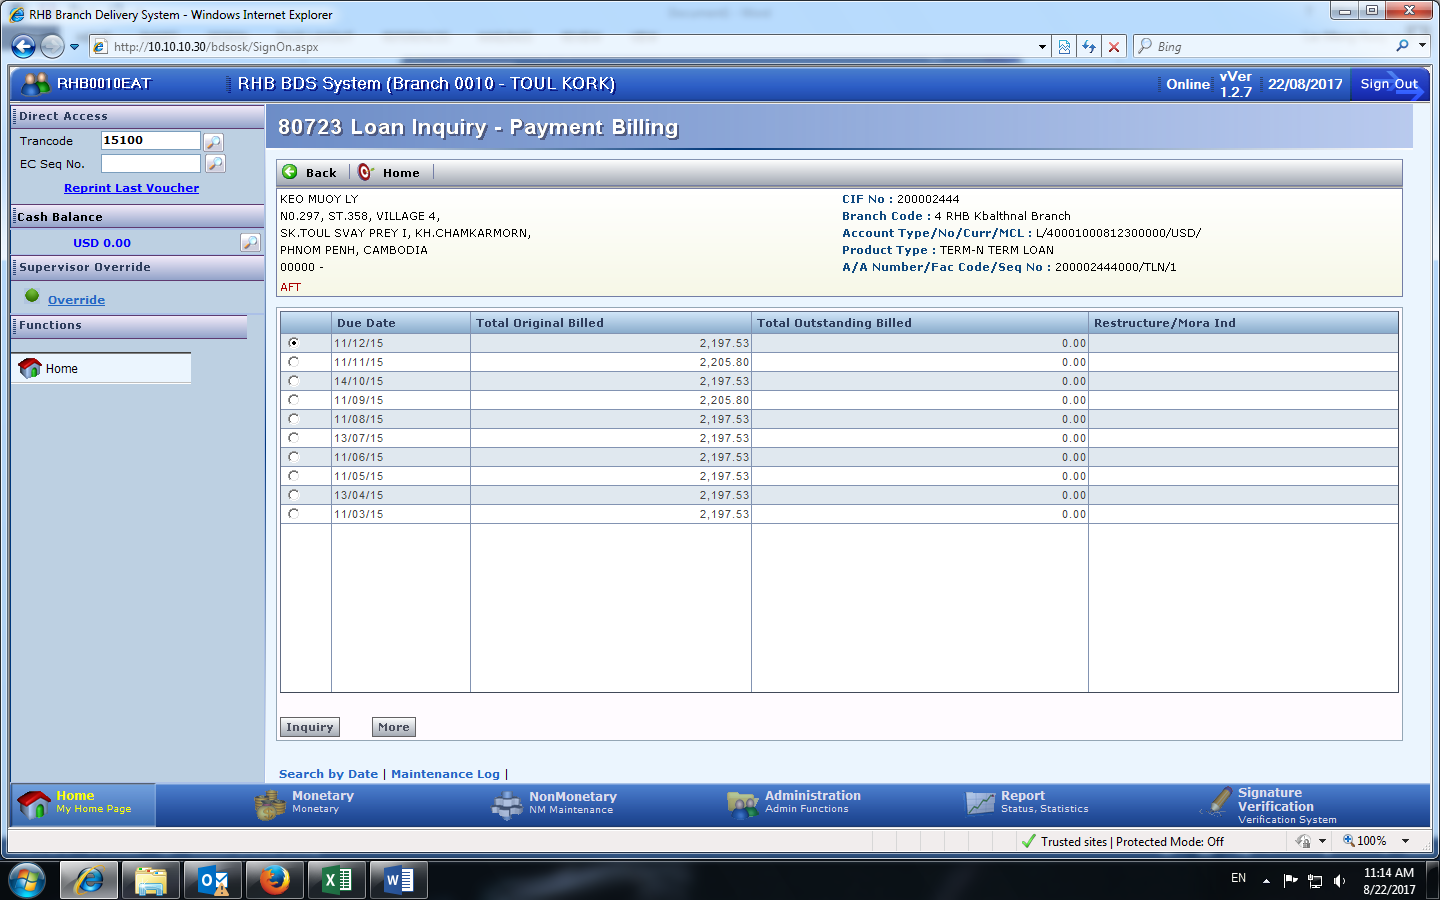 RHB Branch Delivery System - Windows Internet Explorer
http://10.10.10.30/bdsosk/SignOn.aspx
Bing
RHB0010EAT
RHB BDS System (Branch 0010 - TOUL KORK)
Online
vVer 1.2.7
22/08/2017
Sign Out
Direct Access
Trancode 15100
EC Seq No.
Reprint Last Voucher
Cash Balance
USD 0.00
Supervisor Override
Override
Functions
Home
80723 Loan Inquiry - Payment Billing
Back Home
KEO MUOY LY
N0.297, ST.358, VILLAGE 4,
SK.TOUL SVAY PREY I, KH.CHAMKARMORN,
PHNOM PENH, CAMBODIA
00000 -
AFT
CIF No : 200002444
Branch Code : 4 RHB Kbalthnal Branch
Account Type/No/Curr/MCL : L/40001000812300000/USD/
Product Type : TERM-N TERM LOAN
A/A Number/Fac Code/Seq No : 200002444000/TLN/1
Due Date Total Original Billed Total Outstanding Billed Restructure/Mora Ind
11/12/15 2,197.53 0.00
11/11/15 2,205.80 0.00
14/10/15 2,197.53 0.00
11/09/15 2,205.80 0.00
11/08/15 2,197.53 0.00
13/07/15 2,197.53 0.00
11/06/15 2,197.53 0.00
11/05/15 2,197.53 0.00
13/04/15 2,197.53 0.00
11/03/15 2,197.53 0.00
Inquiry More
Search by Date | Maintenance Log |
Home
My Home Page
Monetary
Monetary
NonMonetary
NM Maintenance
Administration
Admin Functions
Report
Status, Statistics
Signature
Verification
Verification System
Trusted sites | Protected Mode: Off
100%
EN
11:14 AM
8/22/2017